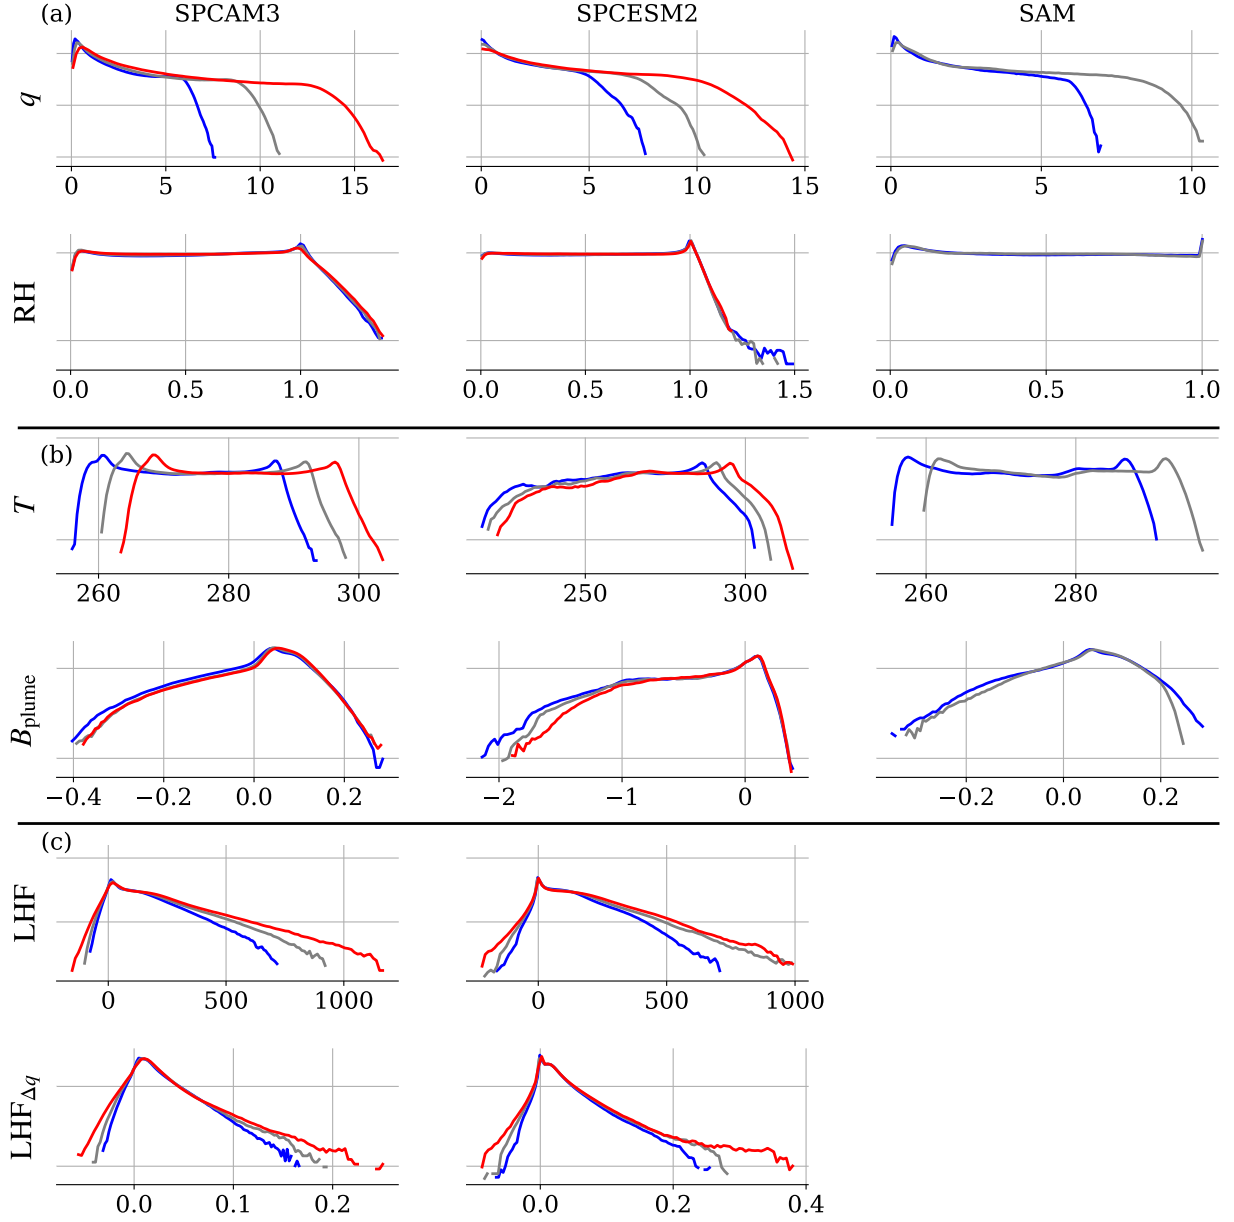 (a) SPCAM3 SPCESM2 SAM
q
0 5 10 15 0 5 10 15 0 5 10
RH
0.0 0.5 1.0 0.0 0.5 1.0 1.5 0.0 0.5 1.0
(b)
T
260 280 300 250 300 260 280
B_plume
−0.4 −0.2 0.0 0.2 −2 −1 0 −0.2 0.0 0.2
(c)
LHF
0 500 1000 0 500 1000
LHF_Δq
0.0 0.1 0.2 0.0 0.2 0.4